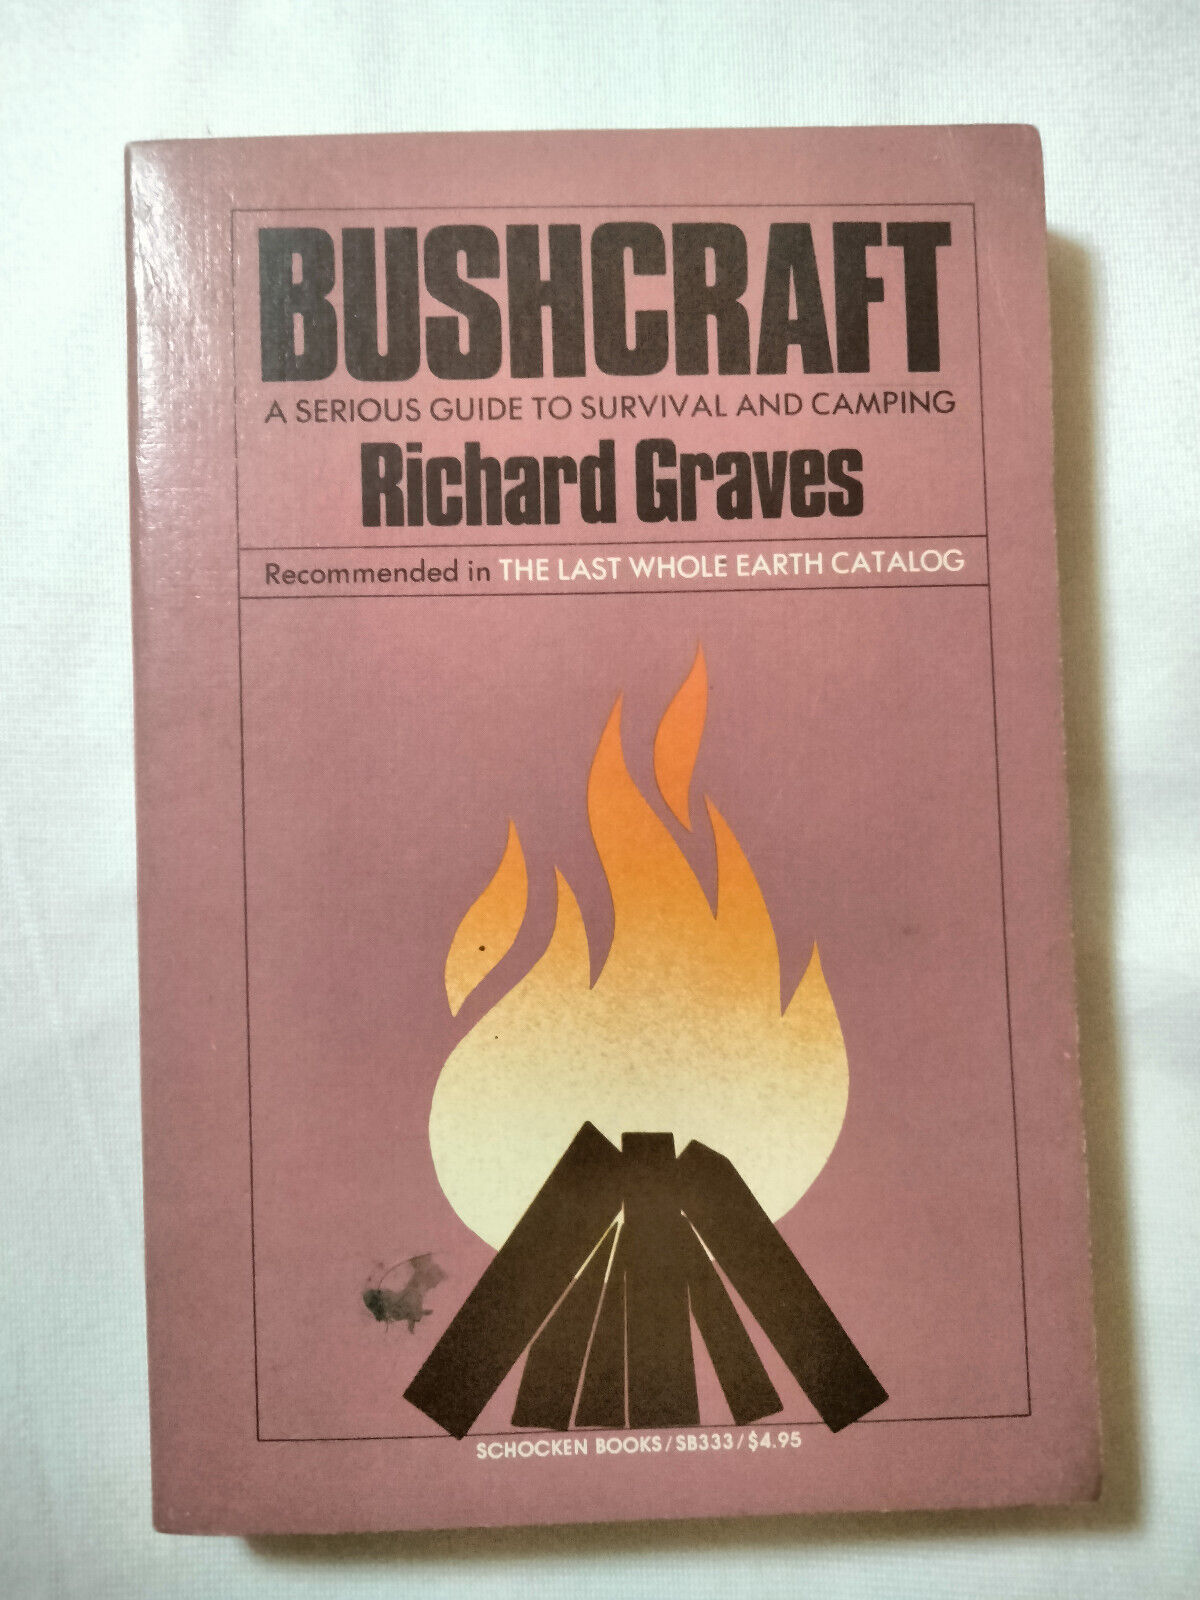 BUSHCRAFT
A SERIOUS GUIDE TO SURVIVAL AND CAMPING
Richard Graves
Recommended in THE LAST WHOLE EARTH CATALOG
SCHOCKEN BOOKS/SB333/$4.95